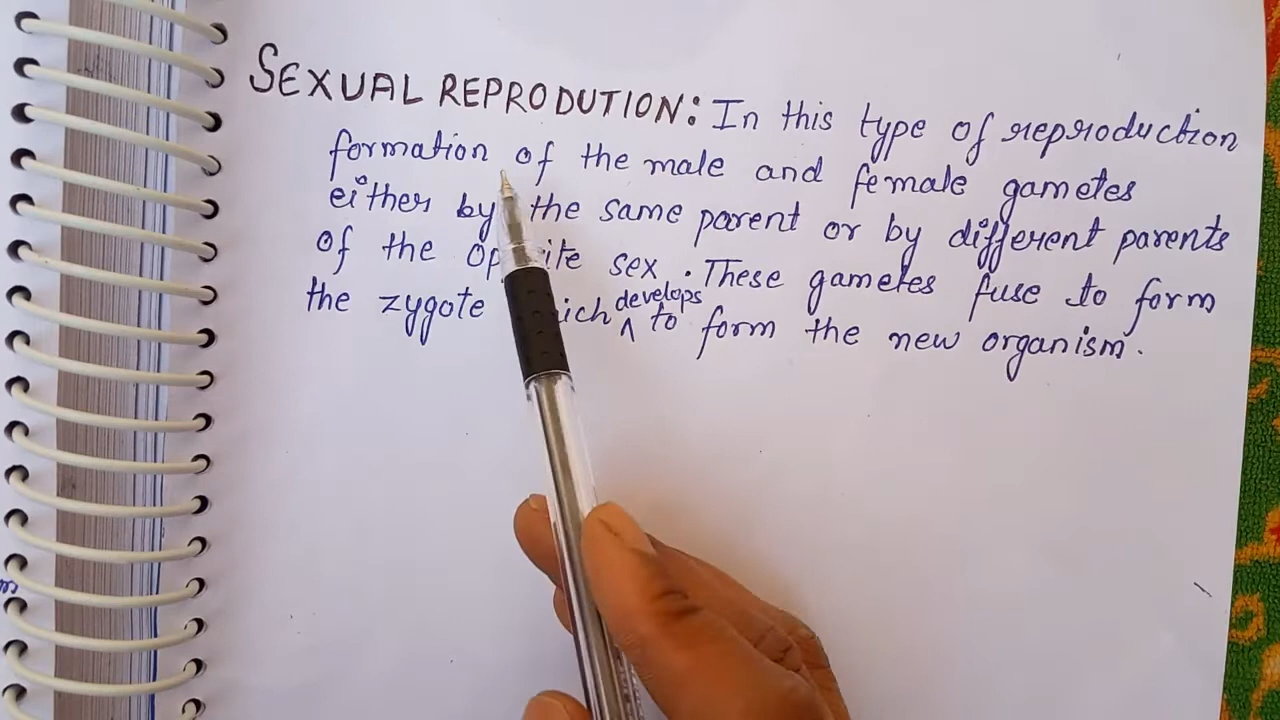 SEXUAL REPRODUTION: In this type of reproduction
formation of the male and female gametes
either by the same parent or by different parents
of the sex. These gametes fuse to form
the zygote develops to form the new organism.